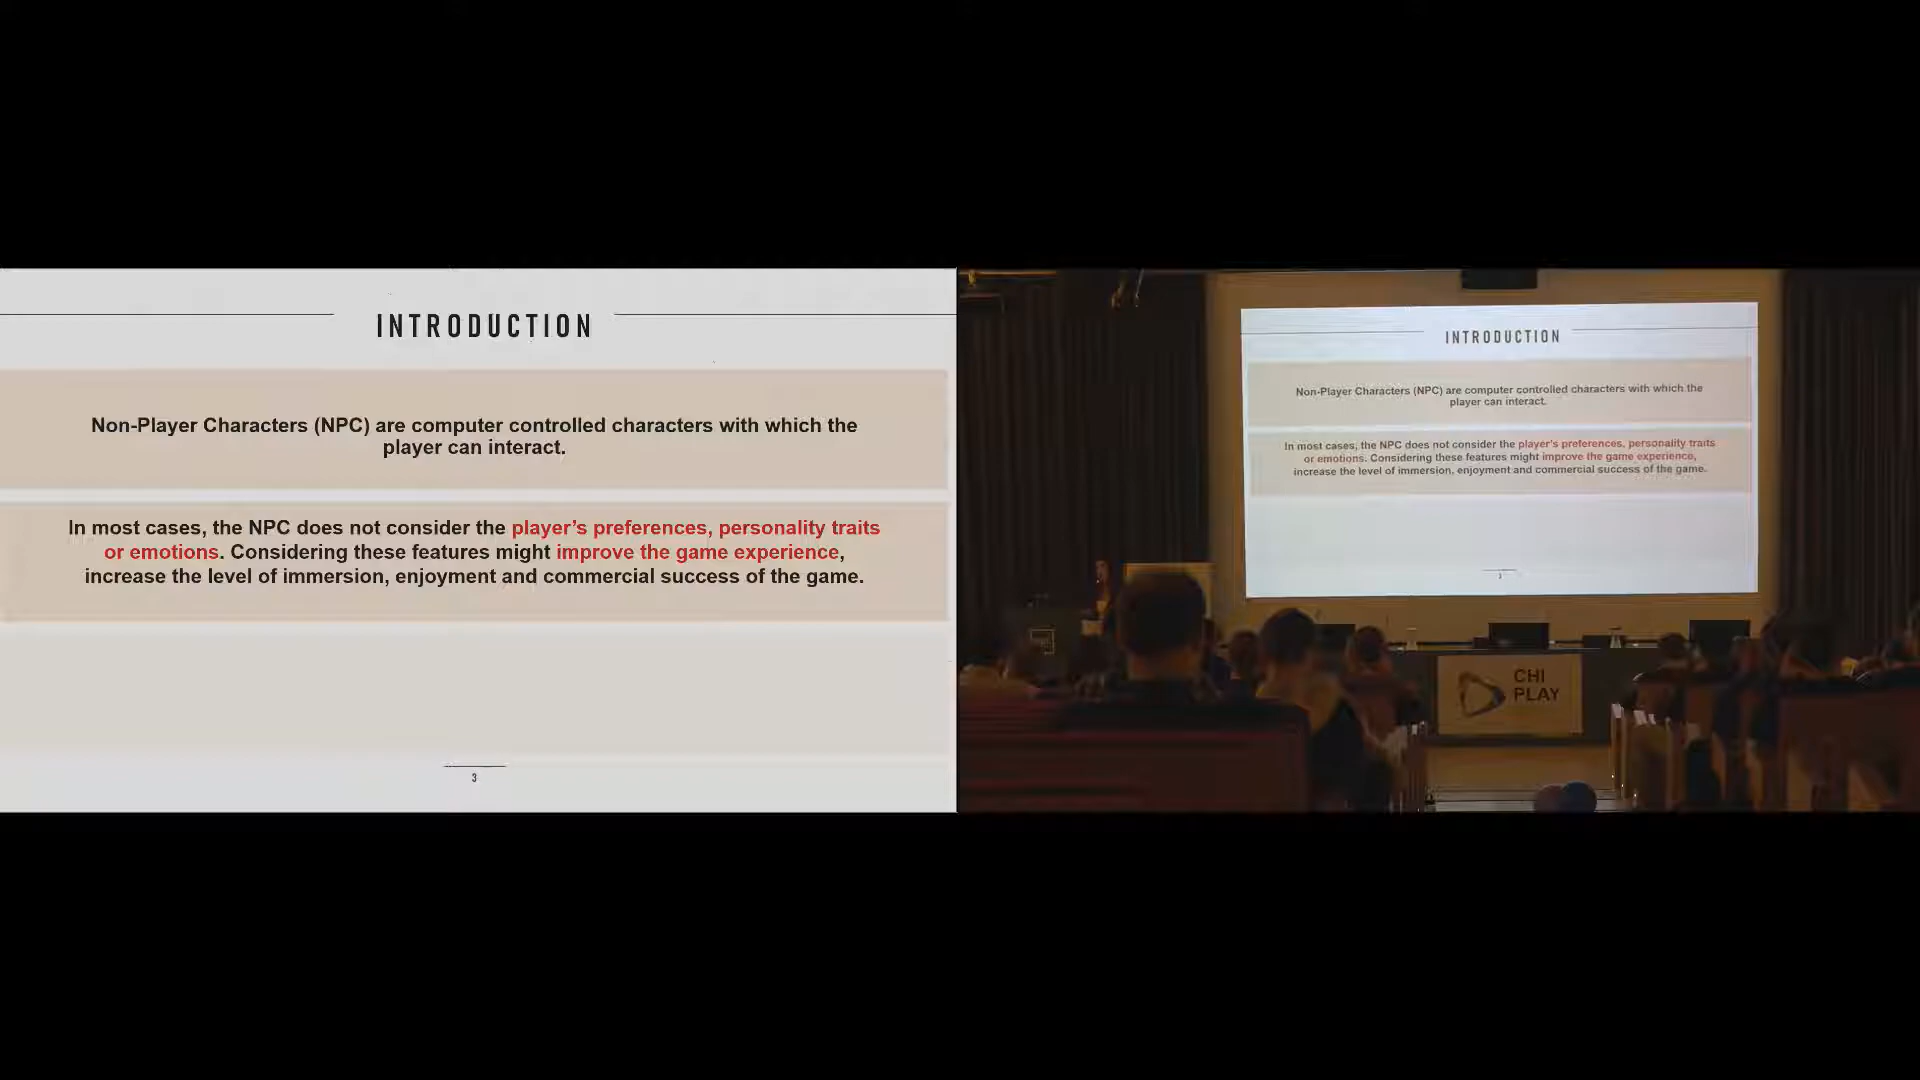 INTRODUCTION
Non-Player Characters (NPC) are computer controlled characters with which the
player can interact.
In most cases, the NPC does not consider the player’s preferences, personality traits
or emotions. Considering these features might improve the game experience,
increase the level of immersion, enjoyment and commercial success of the game.
3
INTRODUCTION
Non-Player Characters (NPC) are computer controlled characters with which the
player can interact.
In most cases, the NPC does not consider the player's preferences, personality traits
or emotions. Considering these features might improve the game experience,
increase the level of immersion, enjoyment and commercial success of the game.
3
CHI
PLAY